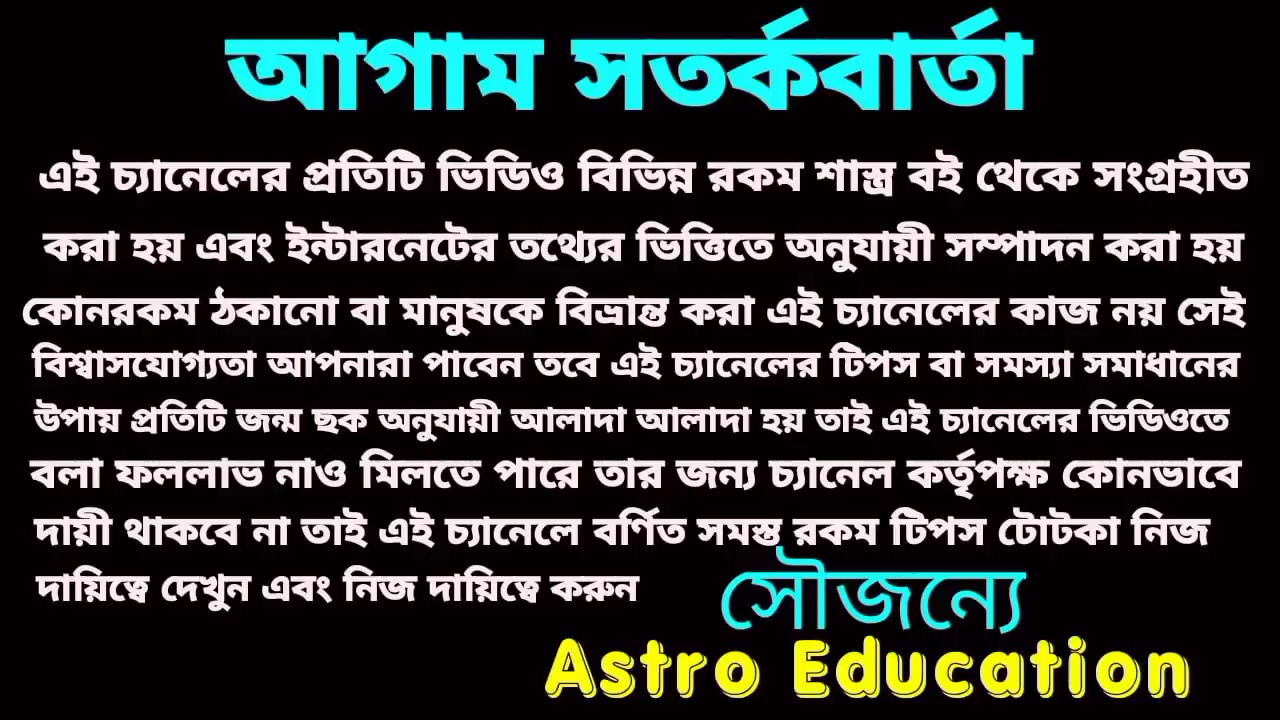 আগাম সতর্কবার্তা
এই চ্যানেলের প্রতিটি ভিডিও বিভিন্ন রকম শাস্ত্র বই থেকে সংগ্রহীত
করা হয় এবং ইন্টারনেটের তথ্যের ভিত্তিতে অনুযায়ী সম্পাদন করা হয়
কোনরকম ঠকানো বা মানুষকে বিভ্রান্ত করা এই চ্যানেলের কাজ নয় সেই
বিশ্বাসযোগ্যতা আপনারা পাবেন তবে এই চ্যানেলের টিপস বা সমস্যা সমাধানের
উপায় প্রতিটি জন্ম ছক অনুযায়ী আলাদা আলাদা হয় তাই এই চ্যানেলের ভিডিওতে
বলা ফললাভ নাও মিলতে পারে তার জন্য চ্যানেল কর্তৃপক্ষ কোনভাবে
দায়ী থাকবে না তাই এই চ্যানেলে বর্ণিত সমস্ত রকম টিপস টোটকা নিজ
দায়িত্বে দেখুন এবং নিজ দায়িত্বে করুন
সৌজন্যে
Astro Education